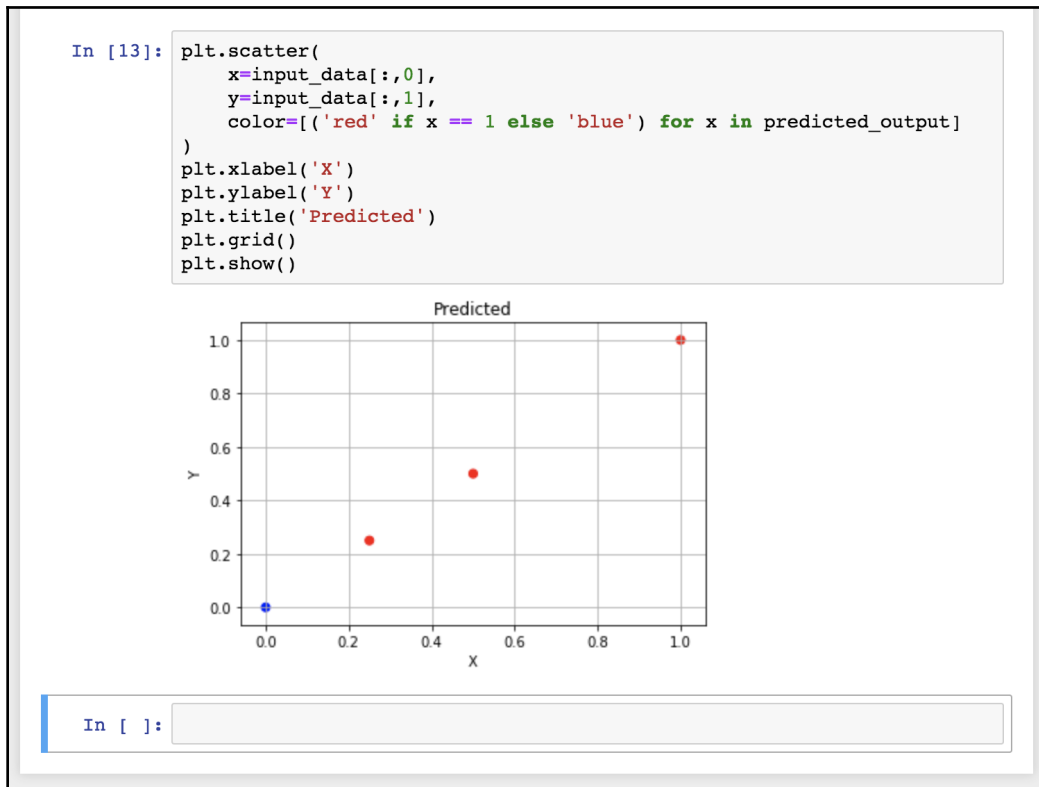 In [13]: plt.scatter(
    x=input_data[:,0],
    y=input_data[:,1],
    color=[('red' if x == 1 else 'blue') for x in predicted_output]
)
plt.xlabel('X')
plt.ylabel('Y')
plt.title('Predicted')
plt.grid()
plt.show()
Predicted
1.0
0.8
0.6
Y
0.4
0.2
0.0
0.0 0.2 0.4 0.6 0.8 1.0
X
In [ ]: